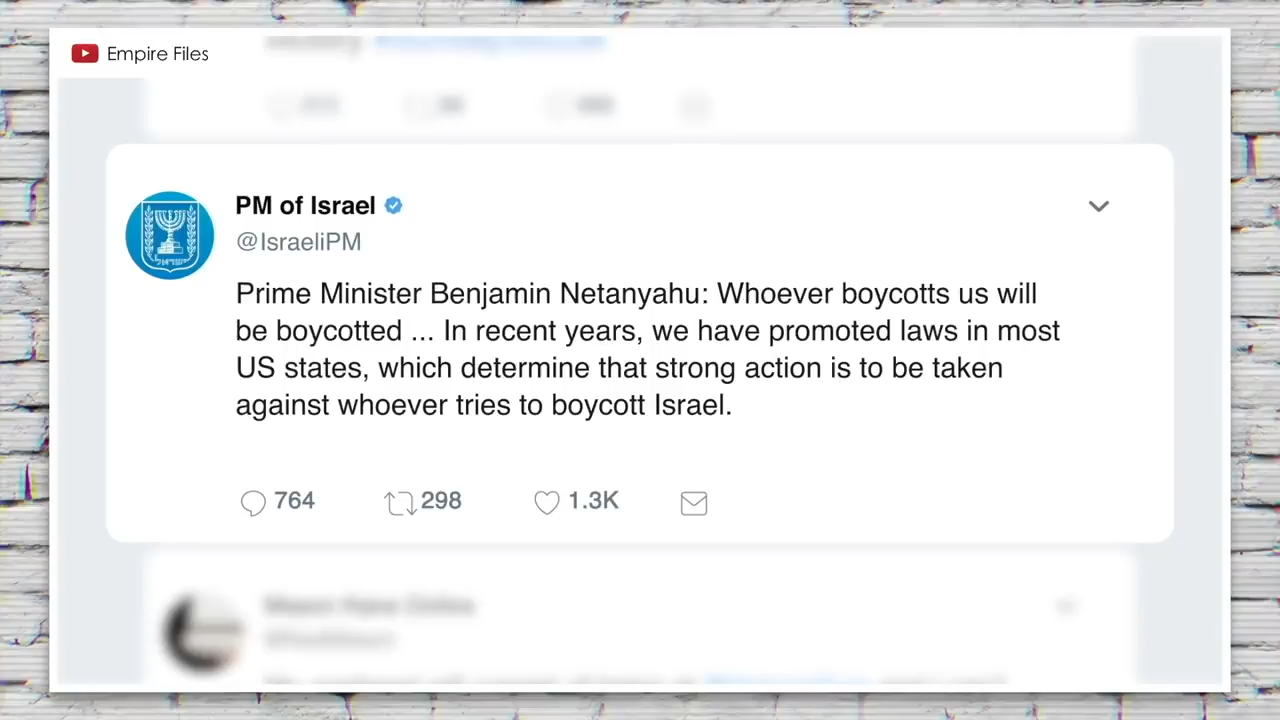 Empire Files
PM of Israel
@IsraeliPM
Prime Minister Benjamin Netanyahu: Whoever boycotts us will
be boycotted ... In recent years, we have promoted laws in most
US states, which determine that strong action is to be taken
against whoever tries to boycott Israel.
764 298 1.3K